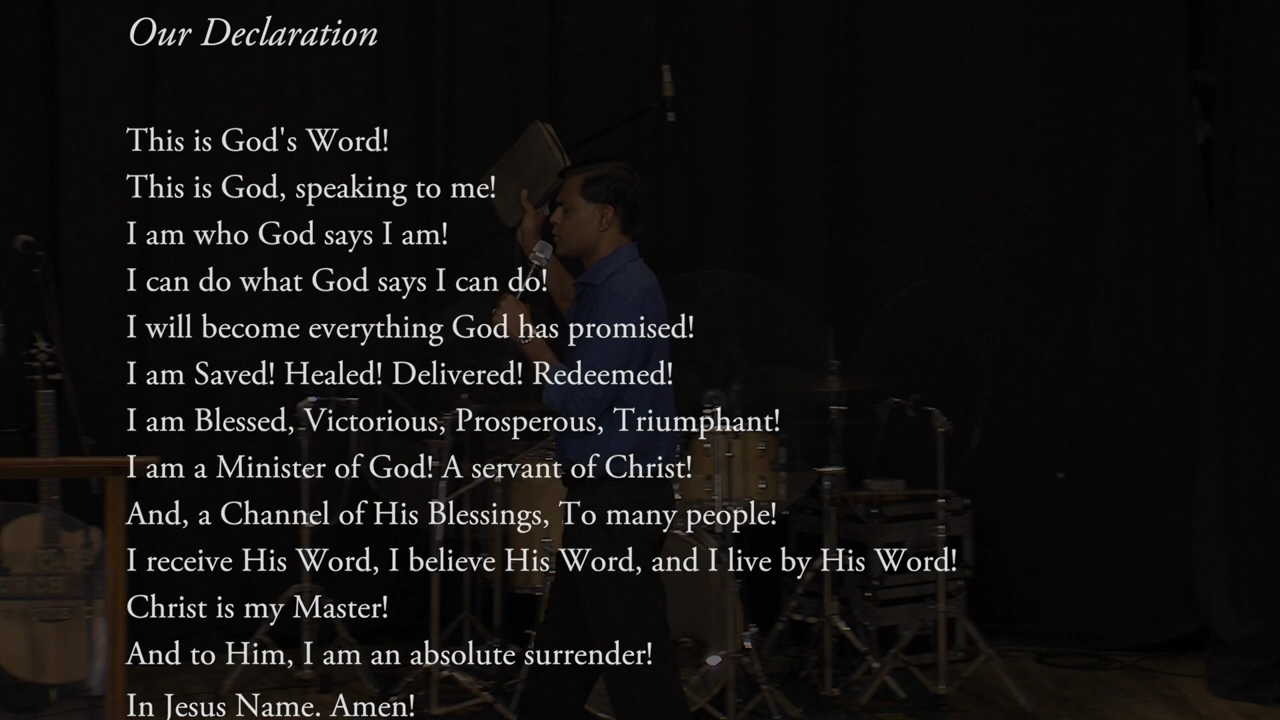 Our Declaration
This is God's Word!
This is God, speaking to me!
I am who God says I am!
I can do what God says I can do!
I will become everything God has promised!
I am Saved! Healed! Delivered! Redeemed!
I am Blessed, Victorious, Prosperous, Triumphant!
I am a Minister of God! A servant of Christ!
And, a Channel of His Blessings, To many people!
I receive His Word, I believe His Word, and I live by His Word!
Christ is my Master!
And to Him, I am an absolute surrender!
In Jesus Name. Amen!